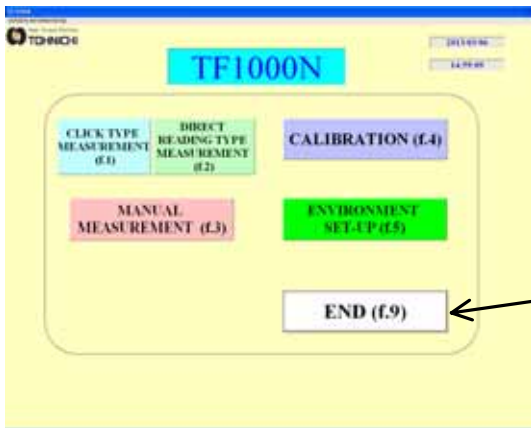 TOHNICHI
TF1000N
CLICK TYPE
MEASUREMENT
(f.1)
DIRECT
READING TYPE
MEASUREMENT
(f.2)
CALIBRATION (f.4)
MANUAL
MEASUREMENT (f.3)
ENVIRONMENT
SET-UP (f.5)
END (f.9)